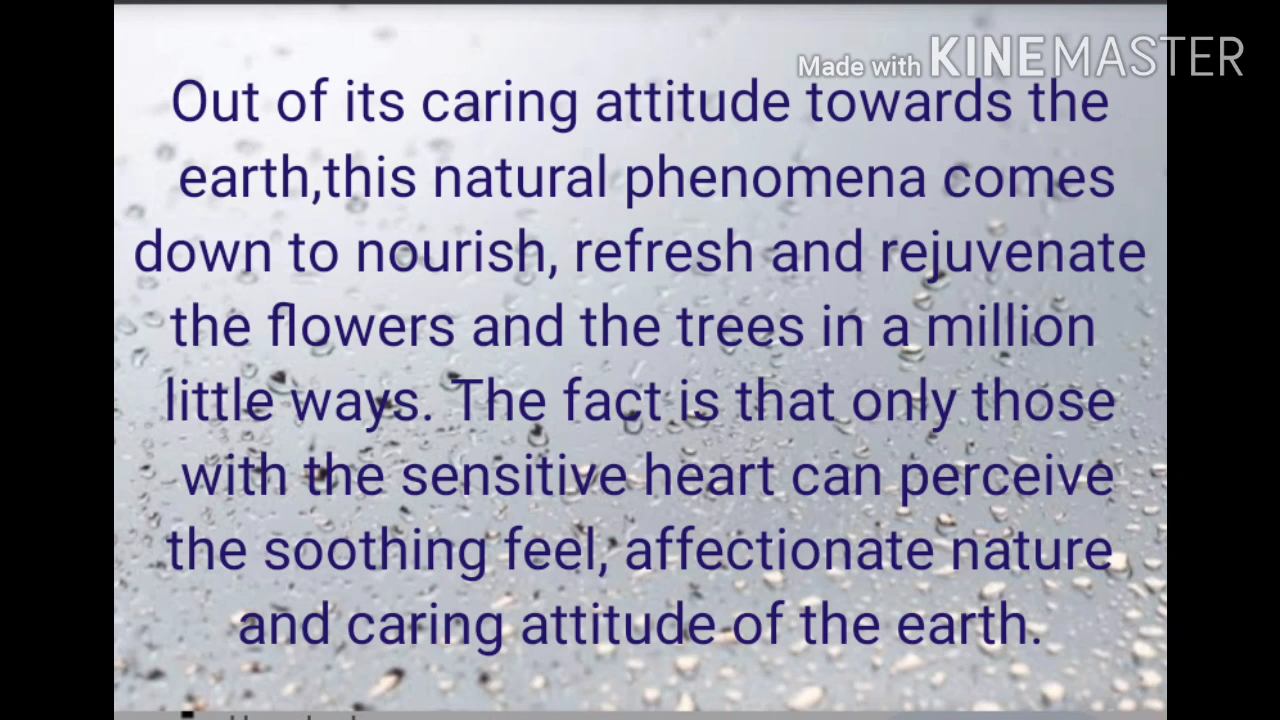 Made with KINEMASTER
Out of its caring attitude towards the
earth,this natural phenomena comes
down to nourish, refresh and rejuvenate
the flowers and the trees in a million
little ways. The fact is that only those
with the sensitive heart can perceive
the soothing feel, affectionate nature
and caring attitude of the earth.